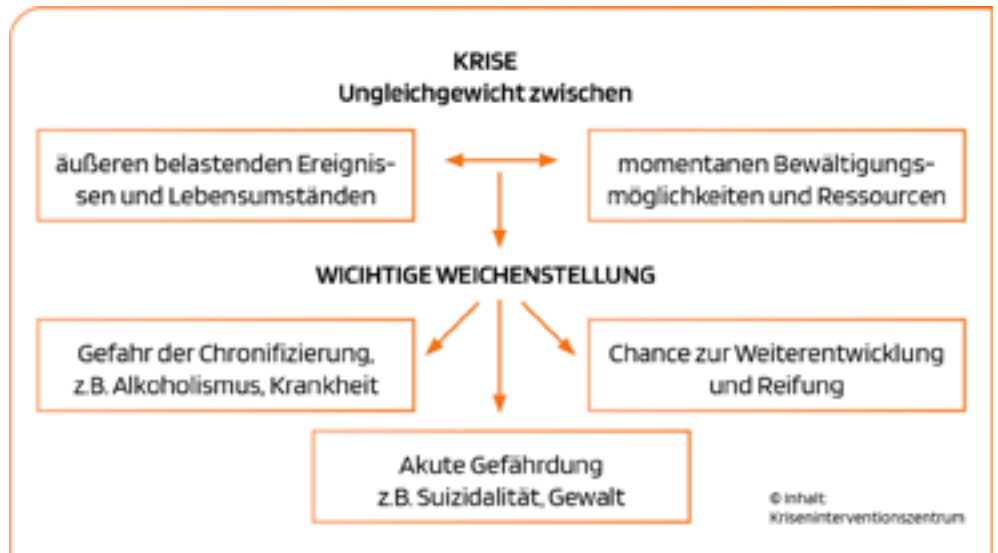 KRISE
Ungleichgewicht zwischen
äußeren belastenden Ereignis-
sen und Lebensumständen
momentanen Bewältigungs-
möglichkeiten und Ressourcen
WICIHTIGE WEICHENSTELLUNG
Gefahr der Chronifizierung,
z.B. Alkoholismus, Krankheit
Chance zur Weiterentwicklung
und Reifung
Akute Gefährdung
z.B. Suizidalität, Gewalt
© Inhalt:
Kriseninterventionszentrum